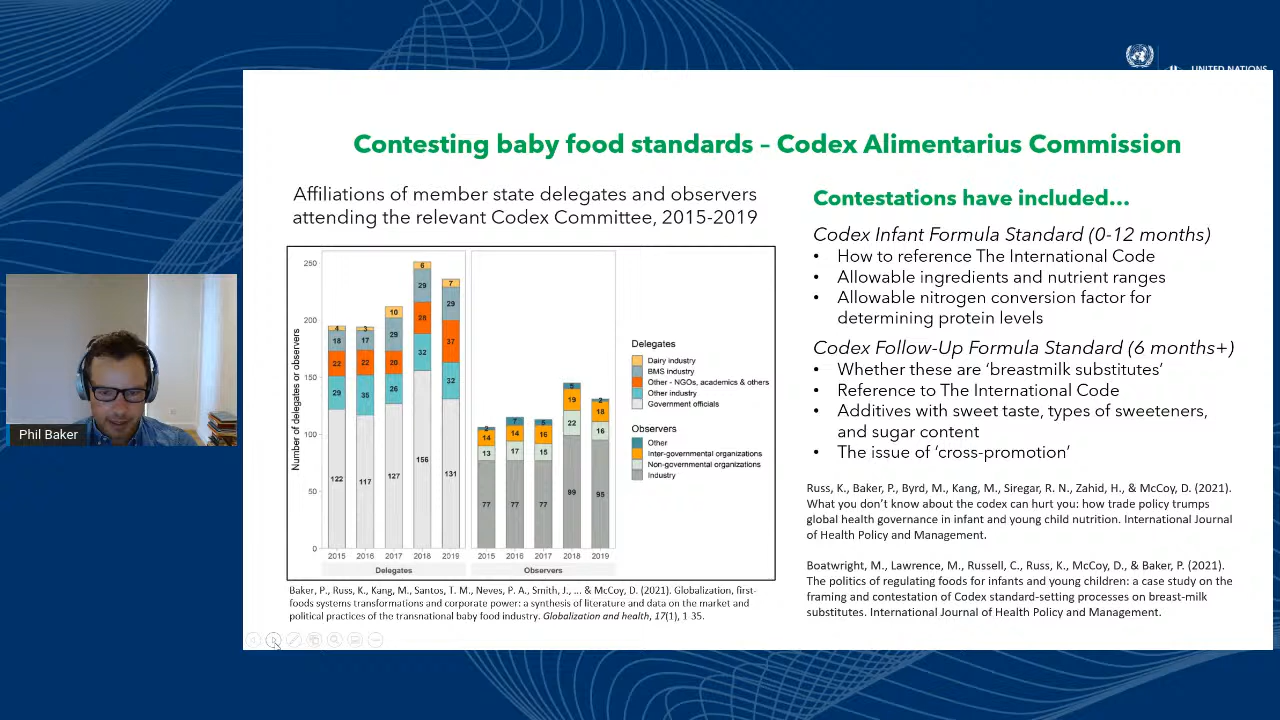 UNITED NATIONS
Contesting baby food standards – Codex Alimentarius Commission
Affiliations of member state delegates and observers
attending the relevant Codex Committee, 2015-2019
Number of delegates or observers
250
200
150
100
50
0
4
18
22
29
122
3
17
22
35
117
10
29
20
26
127
6
29
28
32
156
7
29
37
32
131
14
13
77
7
14
17
77
5
16
15
77
5
19
22
99
2
18
16
95
2015 2016 2017 2018 2019 2015 2016 2017 2018 2019
Delegates Observers
Delegates
Dairy industry
BMS industry
Other - NGOs, academics & others
Other industry
Government officials
Observers
Other
Inter-governmental organizations
Non-governmental organizations
Industry
Baker, P., Russ, K., Kang, M., Santos, T. M., Neves, P. A., Smith, J., ... & McCoy, D. (2021). Globalization, first-
foods systems transformations and corporate power: a synthesis of literature and data on the market and
political practices of the transnational baby food industry. Globalization and health, 17(1), 1-35.
Contestations have included…
Codex Infant Formula Standard (0-12 months)
• How to reference The International Code
• Allowable ingredients and nutrient ranges
• Allowable nitrogen conversion factor for
determining protein levels
Codex Follow-Up Formula Standard (6 months+)
• Whether these are ‘breastmilk substitutes’
• Reference to The International Code
• Additives with sweet taste, types of sweeteners,
and sugar content
• The issue of ‘cross-promotion’
Russ, K., Baker, P., Byrd, M., Kang, M., Siregar, R. N., Zahid, H., & McCoy, D. (2021).
What you don’t know about the codex can hurt you: how trade policy trumps
global health governance in infant and young child nutrition. International Journal
of Health Policy and Management.
Boatwright, M., Lawrence, M., Russell, C., Russ, K., McCoy, D., & Baker, P. (2021).
The politics of regulating foods for infants and young children: a case study on the
framing and contestation of Codex standard-setting processes on breast-milk
substitutes. International Journal of Health Policy and Management.
Phil Baker